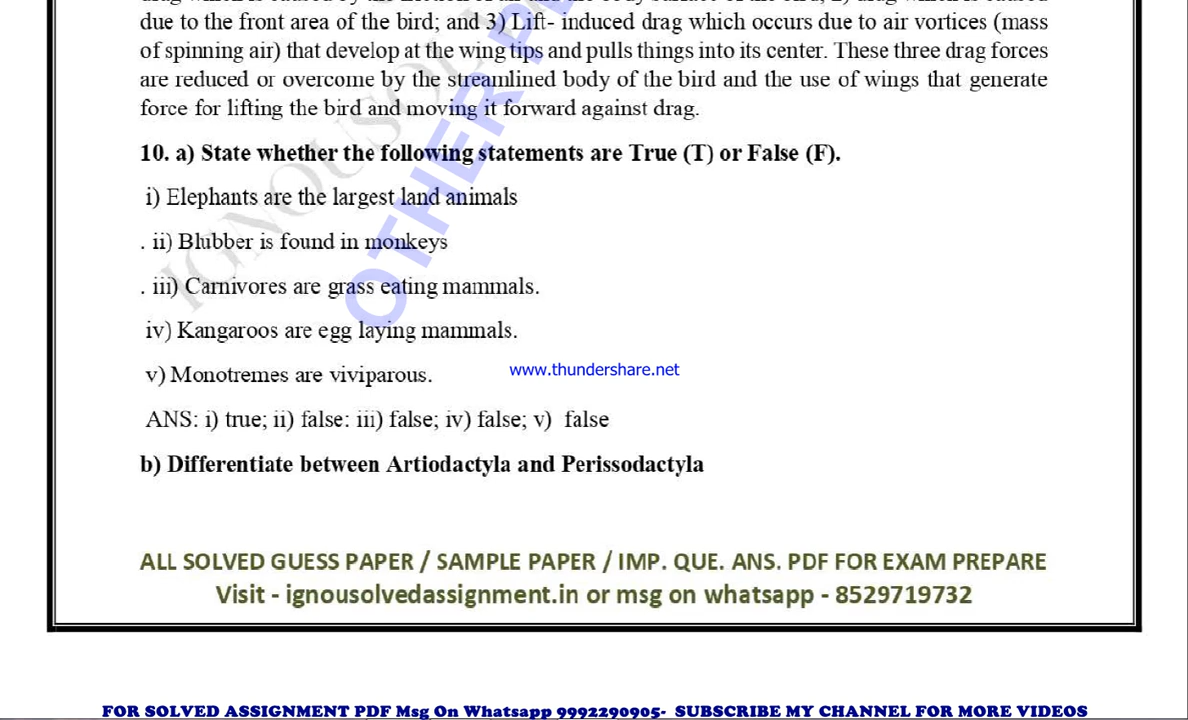 due to the front area of the bird; and 3) Lift- induced drag which occurs due to air vortices (mass
of spinning air) that develop at the wing tips and pulls things into its center. These three drag forces
are reduced or overcome by the streamlined body of the bird and the use of wings that generate
force for lifting the bird and moving it forward against drag.
10. a) State whether the following statements are True (T) or False (F).
i) Elephants are the largest land animals
. ii) Blubber is found in monkeys
. iii) Carnivores are grass eating mammals.
iv) Kangaroos are egg laying mammals.
www.thundershare.net
v) Monotremes are viviparous.
ANS: i) true; ii) false: iii) false; iv) false; v) false
b) Differentiate between Artiodactyla and Perissodactyla
OTHER
ALL SOLVED GUESS PAPER / SAMPLE PAPER / IMP. QUE. ANS. PDF FOR EXAM PREPARE
Visit - ignousolvedassignment.in or msg on whatsapp - 8529719732
FOR SOLVED ASSIGNMENT PDF Msg On Whatsapp 9992290905- SUBSCRIBE MY CHANNEL FOR MORE VIDEOS